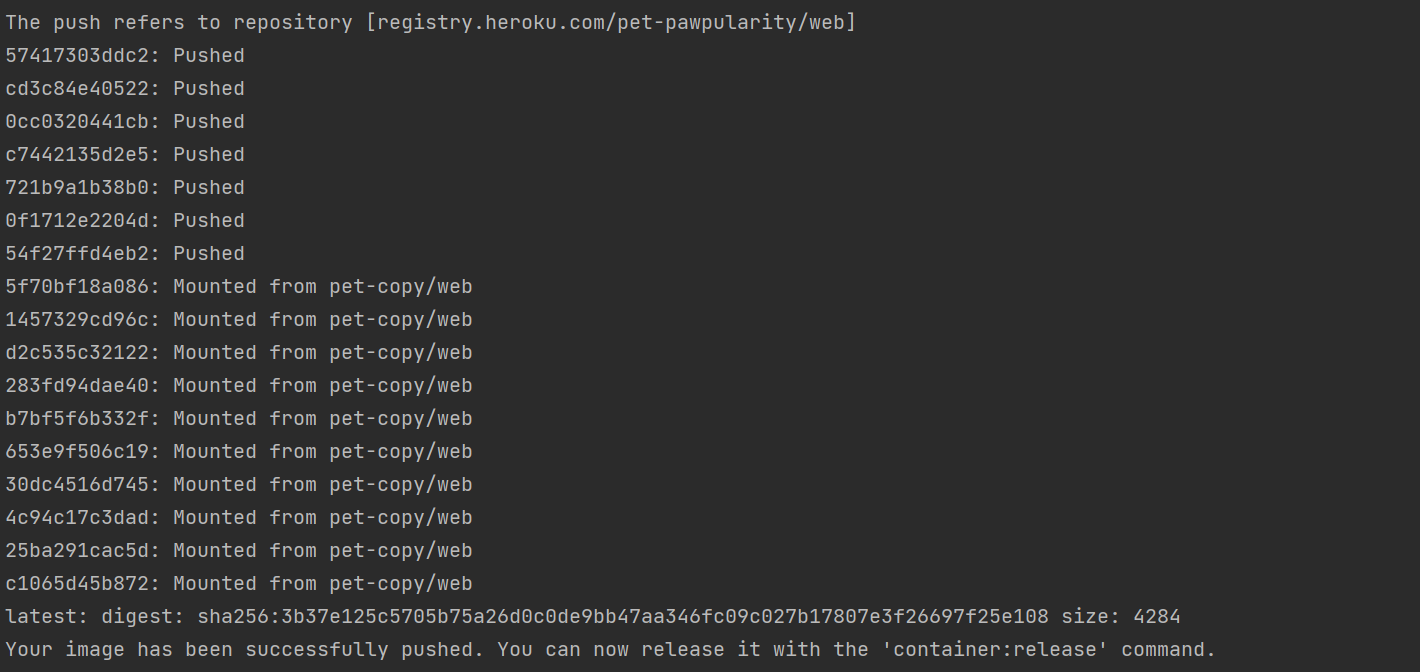 The push refers to repository [registry.heroku.com/pet-pawpularity/web]
57417303ddc2: Pushed
cd3c84e40522: Pushed
0cc0320441cb: Pushed
c7442135d2e5: Pushed
721b9a1b38b0: Pushed
0f1712e2204d: Pushed
54f27ffd4eb2: Pushed
5f70bf18a086: Mounted from pet-copy/web
1457329cd96c: Mounted from pet-copy/web
d2c535c32122: Mounted from pet-copy/web
283fd94dae40: Mounted from pet-copy/web
b7bf5f6b332f: Mounted from pet-copy/web
653e9f506c19: Mounted from pet-copy/web
30dc4516d745: Mounted from pet-copy/web
4c94c17c3dad: Mounted from pet-copy/web
25ba291cac5d: Mounted from pet-copy/web
c1065d45b872: Mounted from pet-copy/web
latest: digest: sha256:3b37e125c5705b75a26d0c0de9bb47aa346fc09c027b17807e3f26697f25e108 size: 4284
Your image has been successfully pushed. You can now release it with the 'container:release' command.